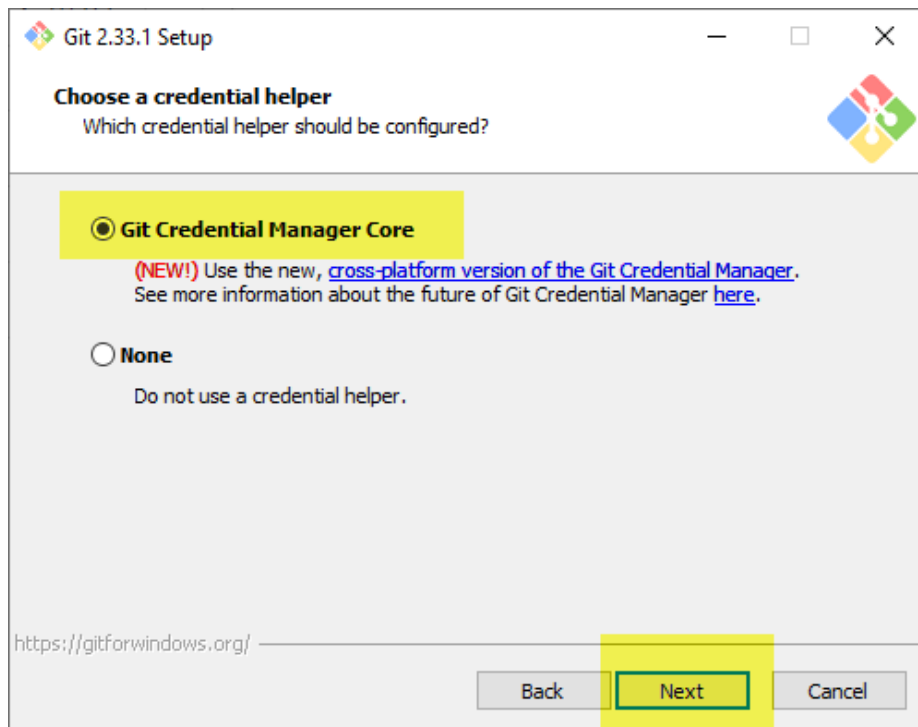 Git 2.33.1 Setup
Choose a credential helper
Which credential helper should be configured?
Git Credential Manager Core
(NEW!) Use the new, cross-platform version of the Git Credential Manager.
See more information about the future of Git Credential Manager here.
None
Do not use a credential helper.
https://gitforwindows.org/
Back Next Cancel